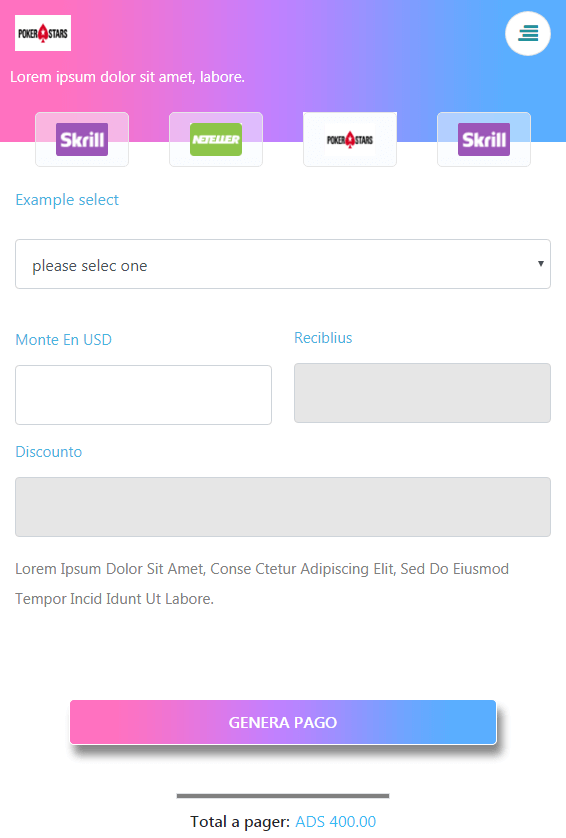 POKER STARS
Lorem ipsum dolor sit amet, labore.
Skrill
NETELLER
POKER STARS
Skrill
Example select
please selec one
Monte En USD
Reciblius
Discounto
Lorem Ipsum Dolor Sit Amet, Conse Ctetur Adipiscing Elit, Sed Do Eiusmod
Tempor Incid Idunt Ut Labore.
GENERA PAGO
Total a pager: ADS 400.00